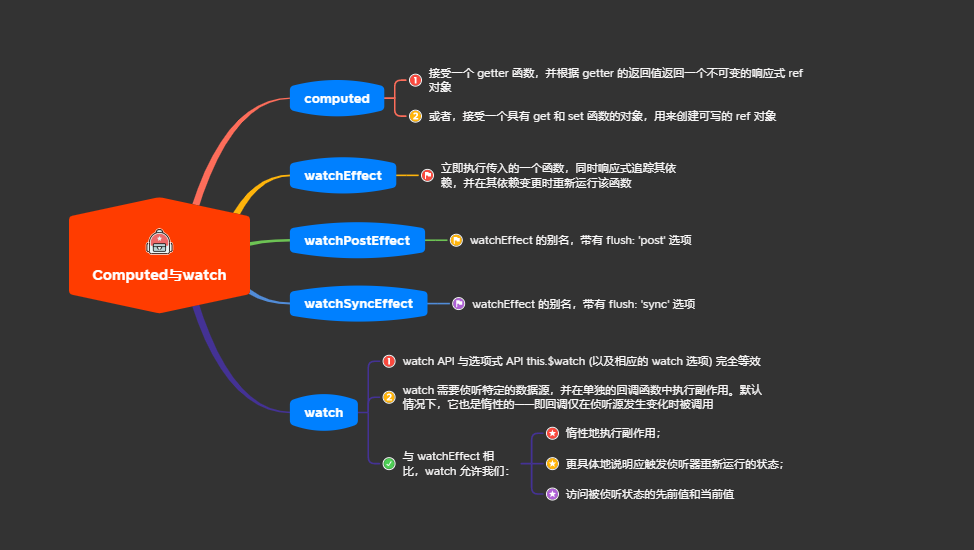 Computed与watch
computed
1
接受一个 getter 函数，并根据 getter 的返回值返回一个不可变的响应式 ref
对象
2
或者，接受一个具有 get 和 set 函数的对象，用来创建可写的 ref 对象
watchEffect
立即执行传入的一个函数，同时响应式追踪其依
赖，并在其依赖变更时重新运行该函数
watchPostEffect
watchEffect 的别名，带有 flush: 'post' 选项
watchSyncEffect
watchEffect 的别名，带有 flush: 'sync' 选项
watch
1
watch API 与选项式 API this.$watch (以及相应的 watch 选项) 完全等效
2
watch 需要侦听特定的数据源，并在单独的回调函数中执行副作用。默认
情况下，它也是惰性的——即回调仅在侦听源发生变化时被调用
与 watchEffect 相
比，watch 允许我们：
惰性地执行副作用；
更具体地说明应触发侦听器重新运行的状态；
访问被侦听状态的先前值和当前值